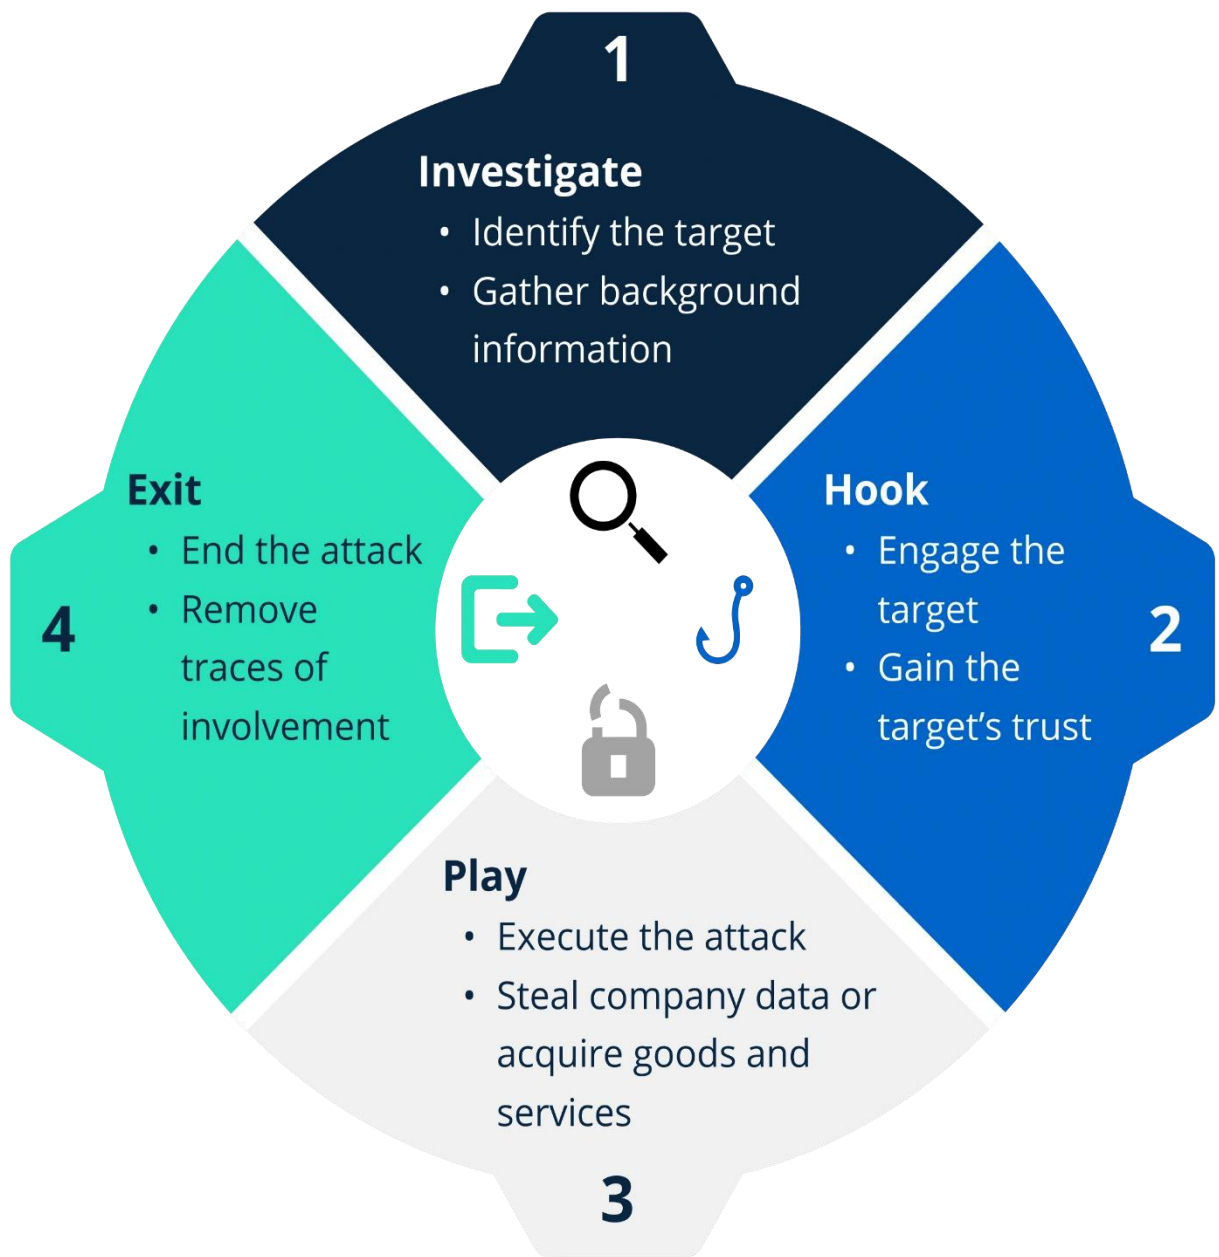 1
Investigate
• Identify the target
• Gather background
information
2
Hook
• Engage the
target
• Gain the
target’s trust
3
Play
• Execute the attack
• Steal company data or
acquire goods and
services
4
Exit
• End the attack
• Remove
traces of
involvement